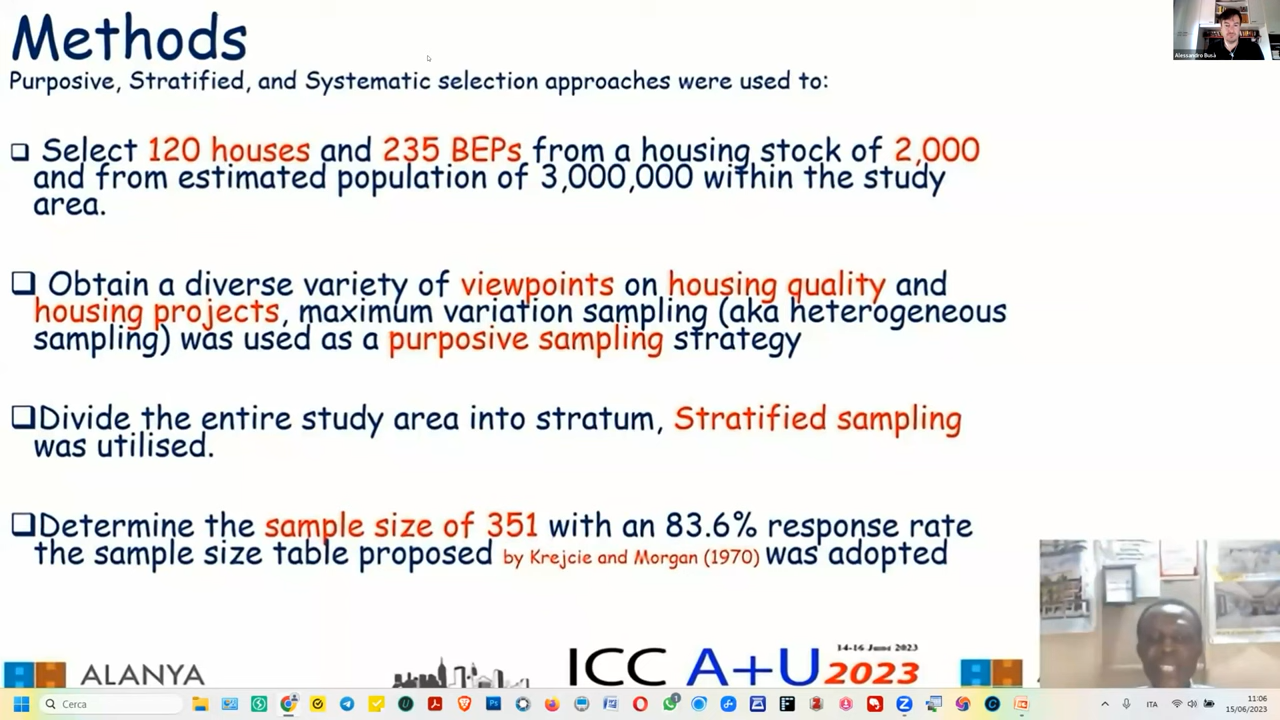 Methods
Purposive, Stratified, and Systematic selection approaches were used to:
Select 120 houses and 235 BEPs from a housing stock of 2,000
and from estimated population of 3,000,000 within the study
area.
Obtain a diverse variety of viewpoints on housing quality and
housing projects, maximum variation sampling (aka heterogeneous
sampling) was used as a purposive sampling strategy
Divide the entire study area into stratum, Stratified sampling
was utilised.
Determine the sample size of 351 with an 83.6% response rate
the sample size table proposed by Krejcie and Morgan (1970) was adopted
ALANYA
ICC A+U 2023
14-16 June 2023
Alessandro Busà
Cerca
ITA
11:06
15/06/2023